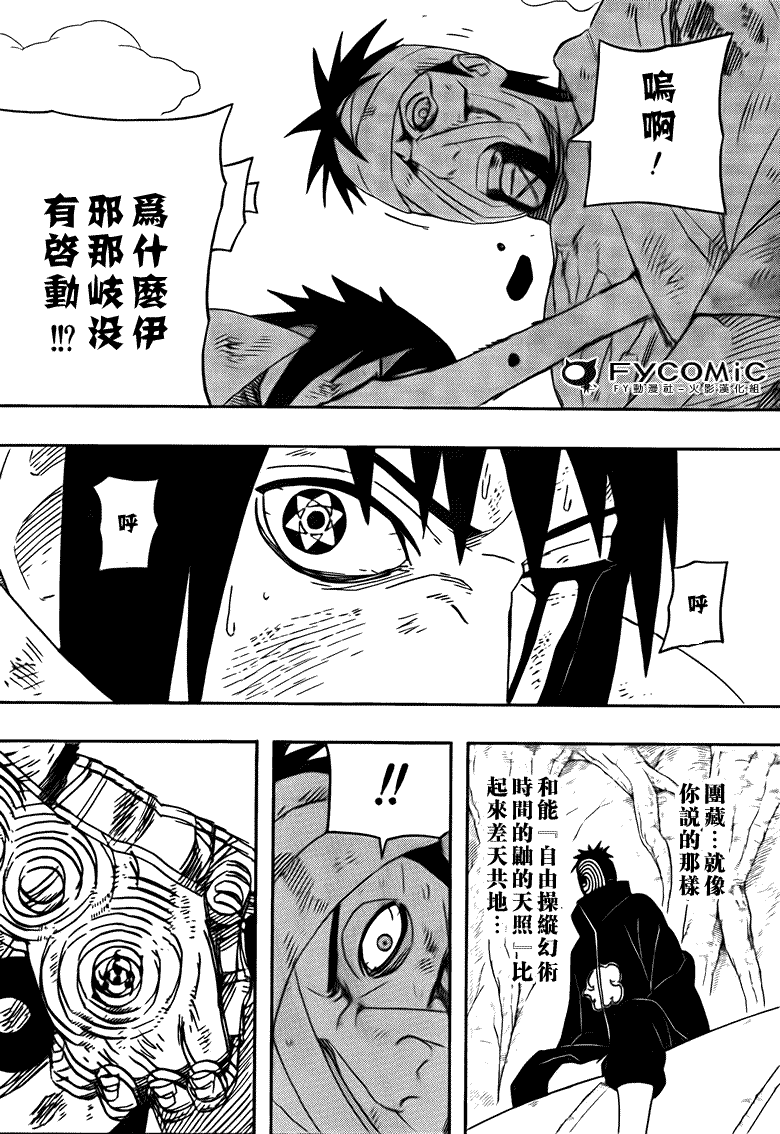 嗚
啊
！
為什麼伊
邪那岐没
有啓動!!?
FYCOMiC
FY動漫社-火影漢化組
呼
呼
團藏…就像
你說的那樣
和能『自由操縱幻術
時間的鼬的天照』比
起來差天共地…
!!